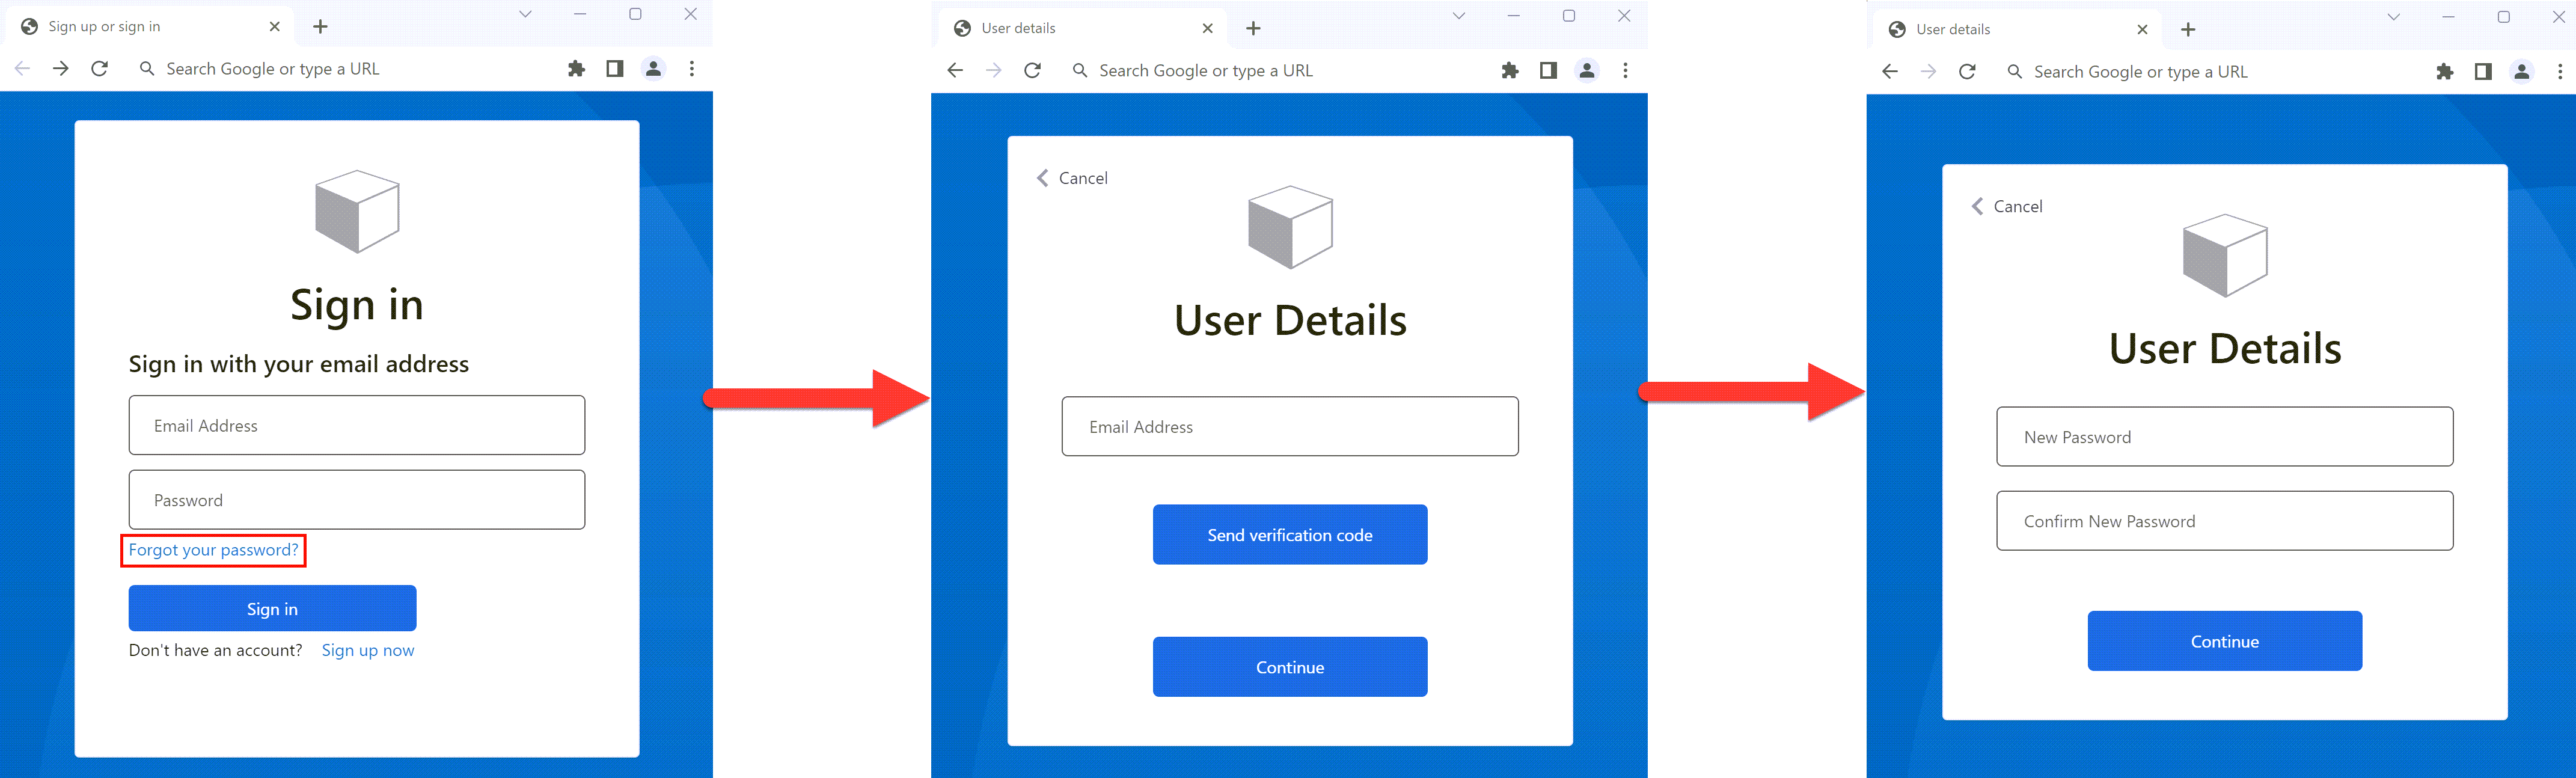 Sign up or sign in
Search Google or type a URL
Sign in
Sign in with your email address
Email Address
Password
Forgot your password?
Sign in
Don't have an account? Sign up now
User details
Search Google or type a URL
Cancel
User Details
Email Address
Send verification code
Continue
User details
Search Google or type a URL
Cancel
User Details
New Password
Confirm New Password
Continue